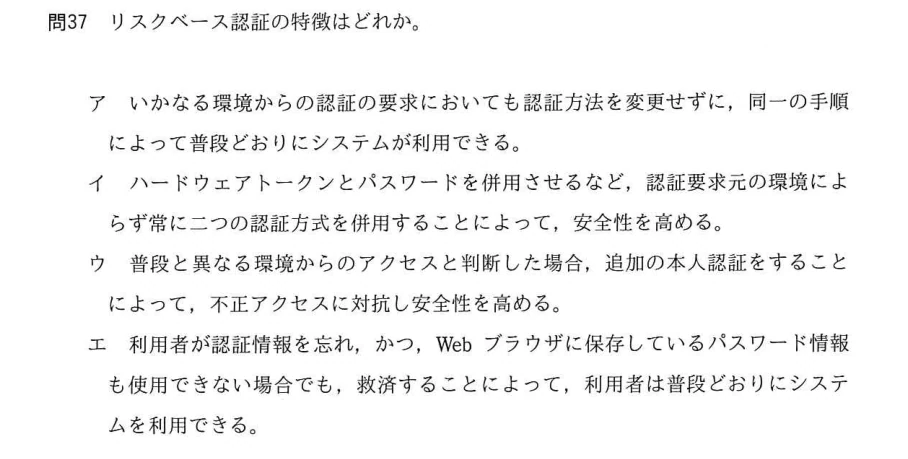 問37 リスクベース認証の特徴はどれか。
ア いかなる環境からの認証の要求においても認証方法を変更せずに，同一の手順
によって普段どおりにシステムが利用できる。
イ ハードウェアトークンとパスワードを併用させるなど，認証要求元の環境によ
らず常に二つの認証方式を併用することによって，安全性を高める。
ウ 普段と異なる環境からのアクセスと判断した場合，追加の本人認証をすること
によって，不正アクセスに対抗し安全性を高める。
エ 利用者が認証情報を忘れ，かつ，Web ブラウザに保存しているパスワード情報
も使用できない場合でも，救済することによって，利用者は普段どおりにシステ
ムを利用できる。